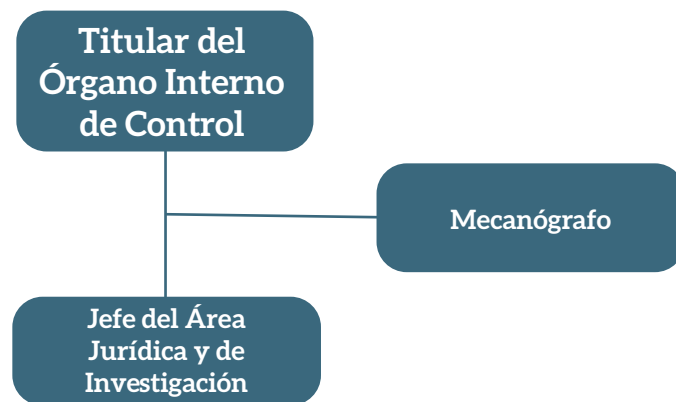 Titular del
Órgano Interno
de Control
Mecanógrafo
Jefe del Área
Jurídica y de
Investigación